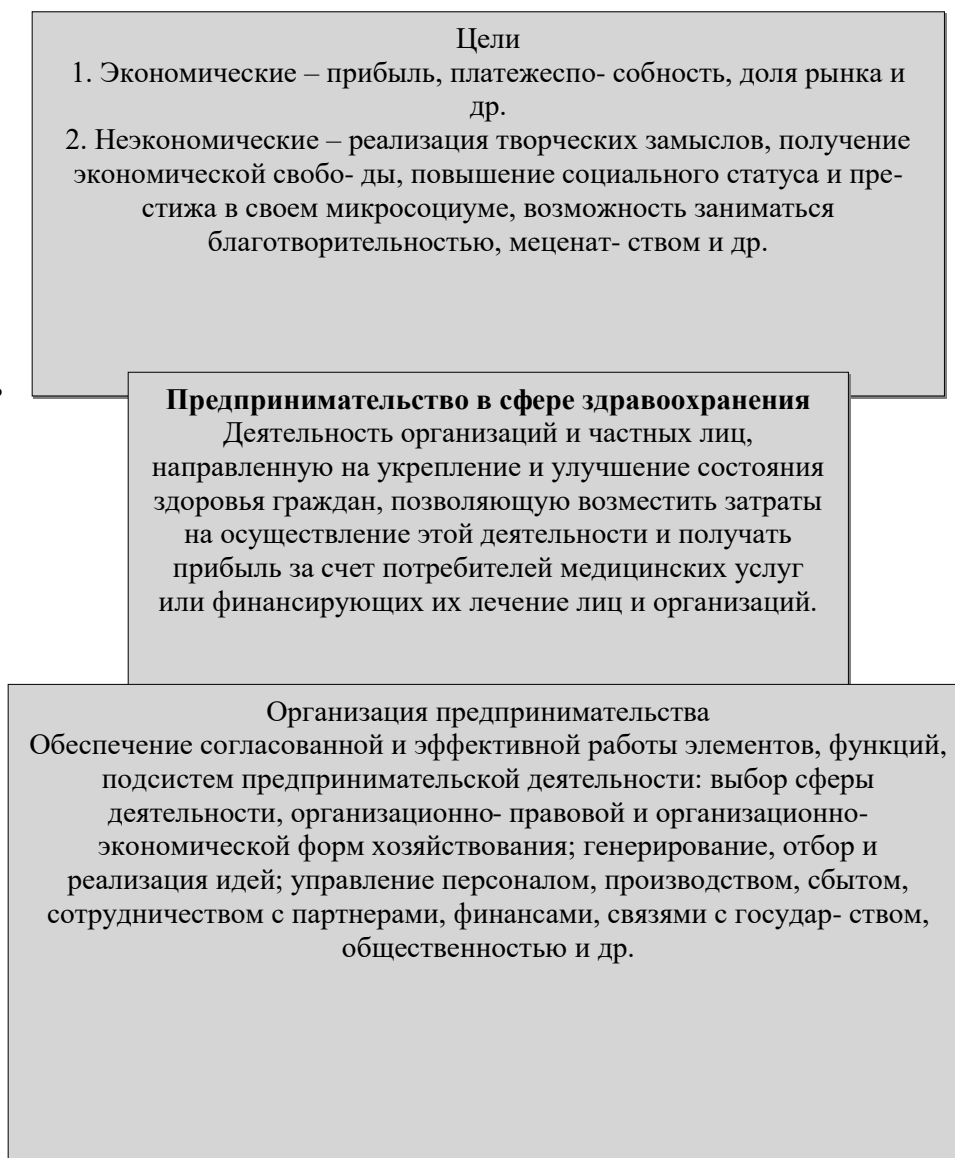 Цели
1. Экономические – прибыль, платежеспо- собность, доля рынка и
др.
2. Неэкономические – реализация творческих замыслов, получение
экономической свобо- ды, повышение социального статуса и пре-
стижа в своем микросоциуме, возможность заниматься
благотворительностью, меценат- ством и др.
Предпринимательство в сфере здравоохранения
Деятельность организаций и частных лиц,
направленную на укрепление и улучшение состояния
здоровья граждан, позволяющую возместить затраты
на осуществление этой деятельности и получать
прибыль за счет потребителей медицинских услуг
или финансирующих их лечение лиц и организаций.
Организация предпринимательства
Обеспечение согласованной и эффективной работы элементов, функций,
подсистем предпринимательской деятельности: выбор сферы
деятельности, организационно- правовой и организационно-
экономической форм хозяйствования; генерирование, отбор и
реализация идей; управление персоналом, производством, сбытом,
сотрудничеством с партнерами, финансами, связями с государ- ством,
общественностью и др.